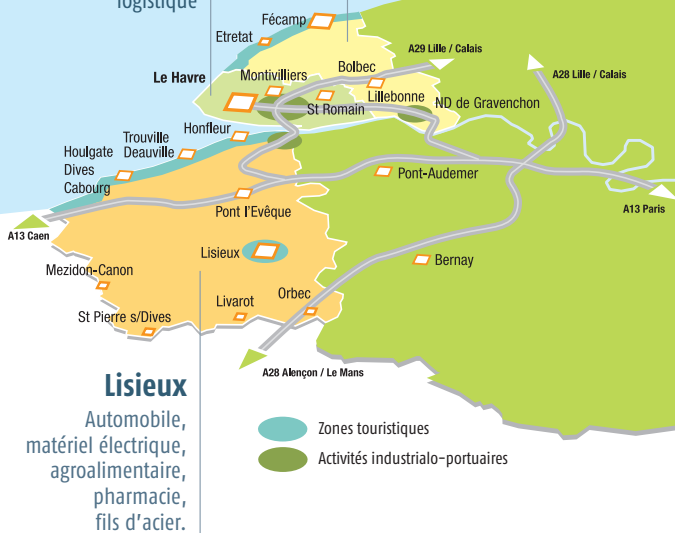 logistique
Fécamp
Etretat
A29 Lille / Calais
Bolbec
A28 Lille / Calais
Le Havre
Montivilliers
Lillebonne
ND de Gravenchon
St Romain
Honfleur
Trouville
Deauville
Houlgate
Dives
Cabourg
Pont-Audemer
Pont l'Evêque
A13 Paris
A13 Caen
Lisieux
Mezidon-Canon
Bernay
Orbec
Livarot
St Pierre s/Dives
A28 Alençon / Le Mans
Lisieux
Automobile,
matériel électrique,
agroalimentaire,
pharmacie,
fils d'acier.
Zones touristiques
Activités industrialo-portuaires